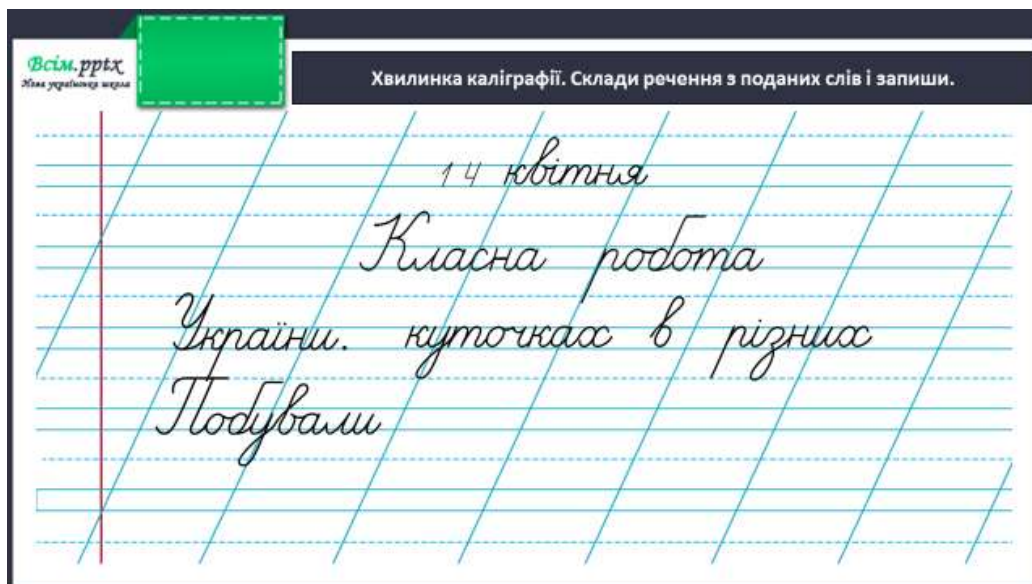 Всім.pptx
Нова українська школа
Хвилинка каліграфії. Склади речення з поданих слів і запиши.
14 квітня
Класна робота
України. куточках в різних
Побували